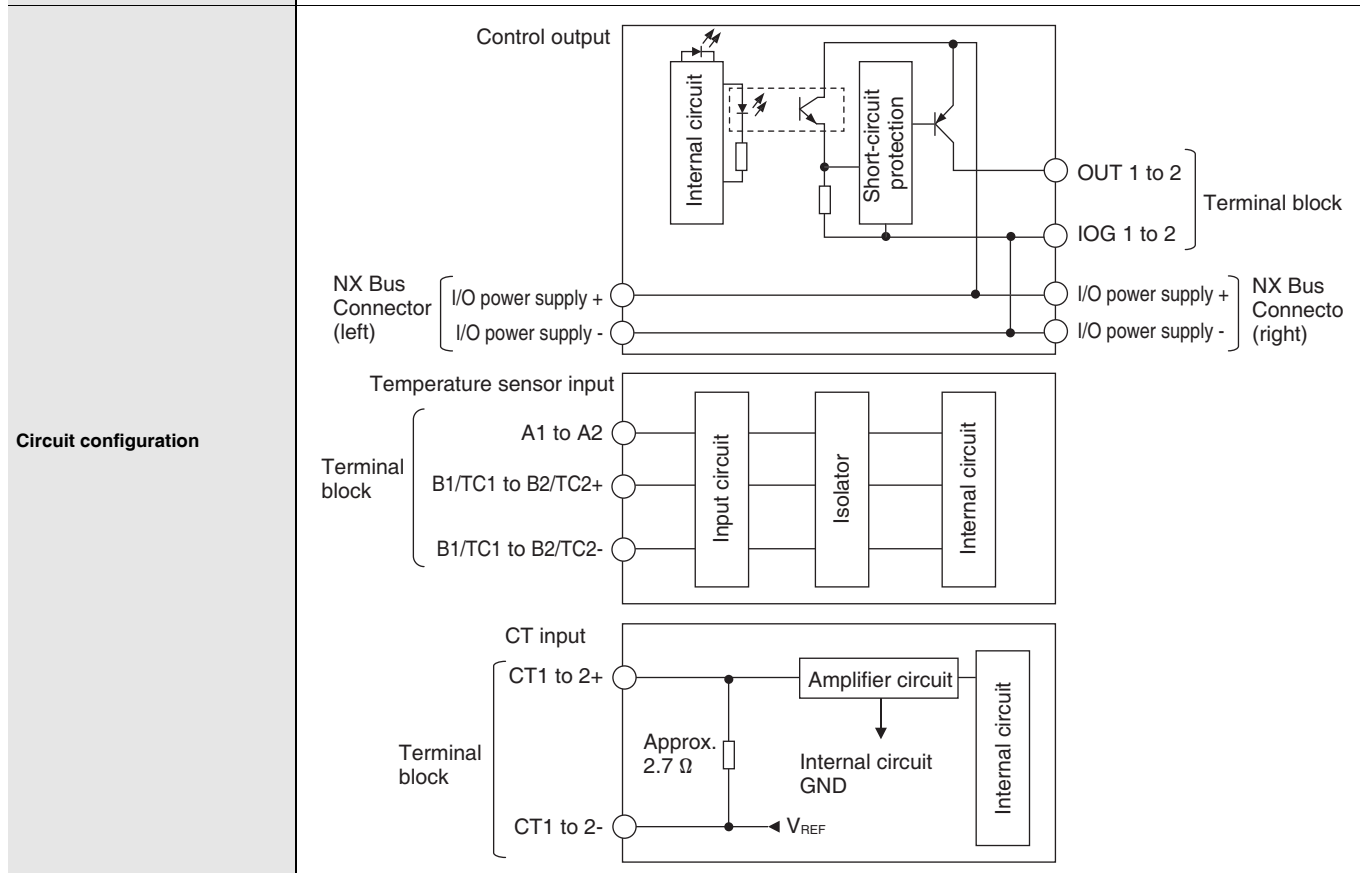 Circuit configuration
Control output
Internal circuit
Short-circuit
protection
OUT 1 to 2
IOG 1 to 2
Terminal block
NX Bus
Connector
(left)
I/O power supply +
I/O power supply -
I/O power supply +
I/O power supply -
NX Bus
Connecto
(right)
Temperature sensor input
Terminal
block
A1 to A2
B1/TC1 to B2/TC2+
B1/TC1 to B2/TC2-
Input circuit
Isolator
Internal circuit
CT input
Terminal
block
CT1 to 2+
CT1 to 2-
Approx.
2.7 Ω
Amplifier circuit
Internal circuit
GND
VREF
Internal circuit